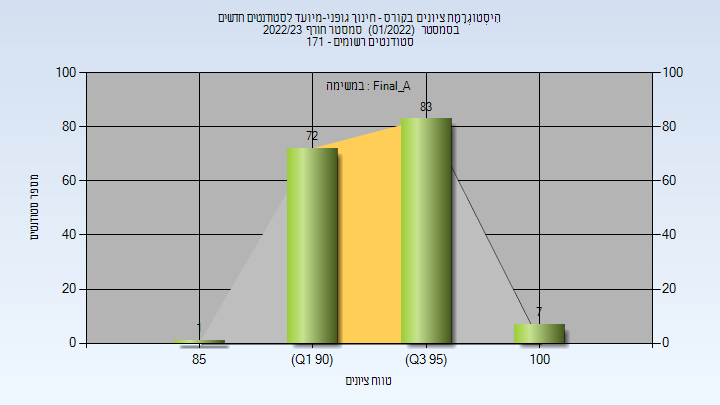 היסטוגְרָמַת ציונים בקורס - חינוך גופני-מיועד לסטודנטים חדשים
בסמסטר (01/2022) סמסטר חורף 2022/23
סטודנטים רשומים - 171
במשימה : Final_A
100
80
60
40
20
0
100
80
60
40
20
0
1
72
83
7
85
(Q1 90)
(Q3 95)
100
מספר סטודנטים
טווח ציונים